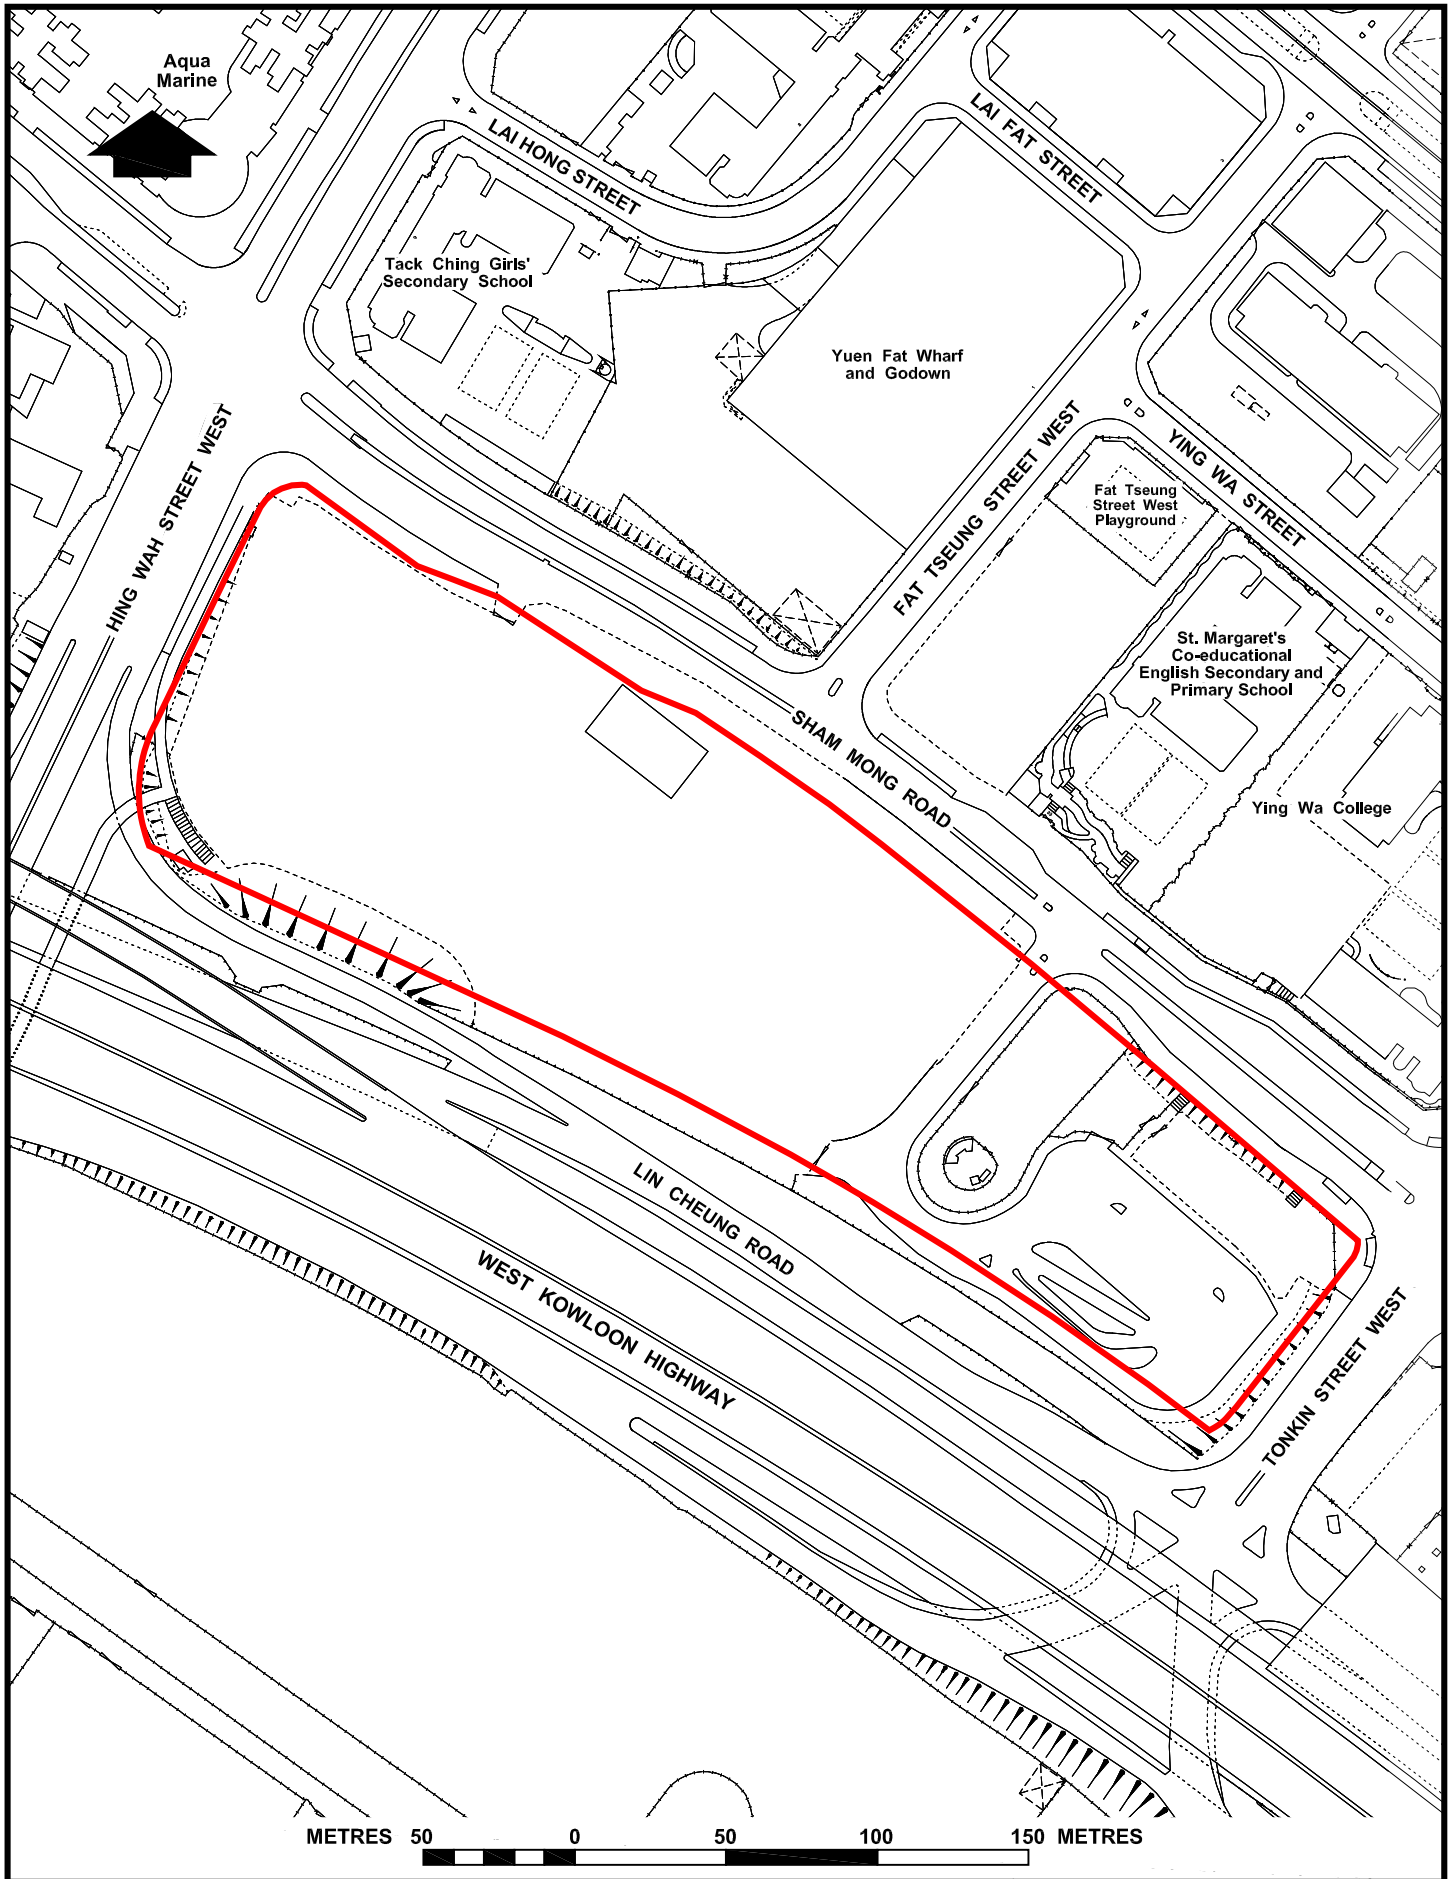 Aqua
Marine
LAI HONG STREET
LAI FAT STREET
Tack Ching Girls'
Secondary School
Yuen Fat Wharf
and Godown
HING WAH STREET WEST
FAT TSEUNG STREET WEST
YING WA STREET
Fat Tseung
Street West
Playground
St. Margaret's
Co-educational
English Secondary and
Primary School
SHAM MONG ROAD
Ying Wa College
LIN CHEUNG ROAD
WEST KOWLOON HIGHWAY
TONKIN STREET WEST
METRES 50 0 50 100 150 METRES